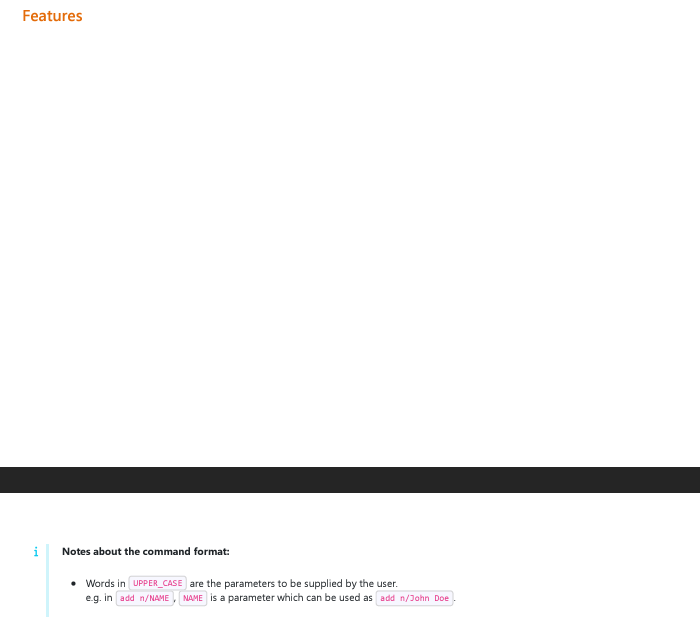 Features
i Notes about the command format:
• Words in UPPER_CASE are the parameters to be supplied by the user.
e.g. in add n/NAME, NAME is a parameter which can be used as add n/John Doe.